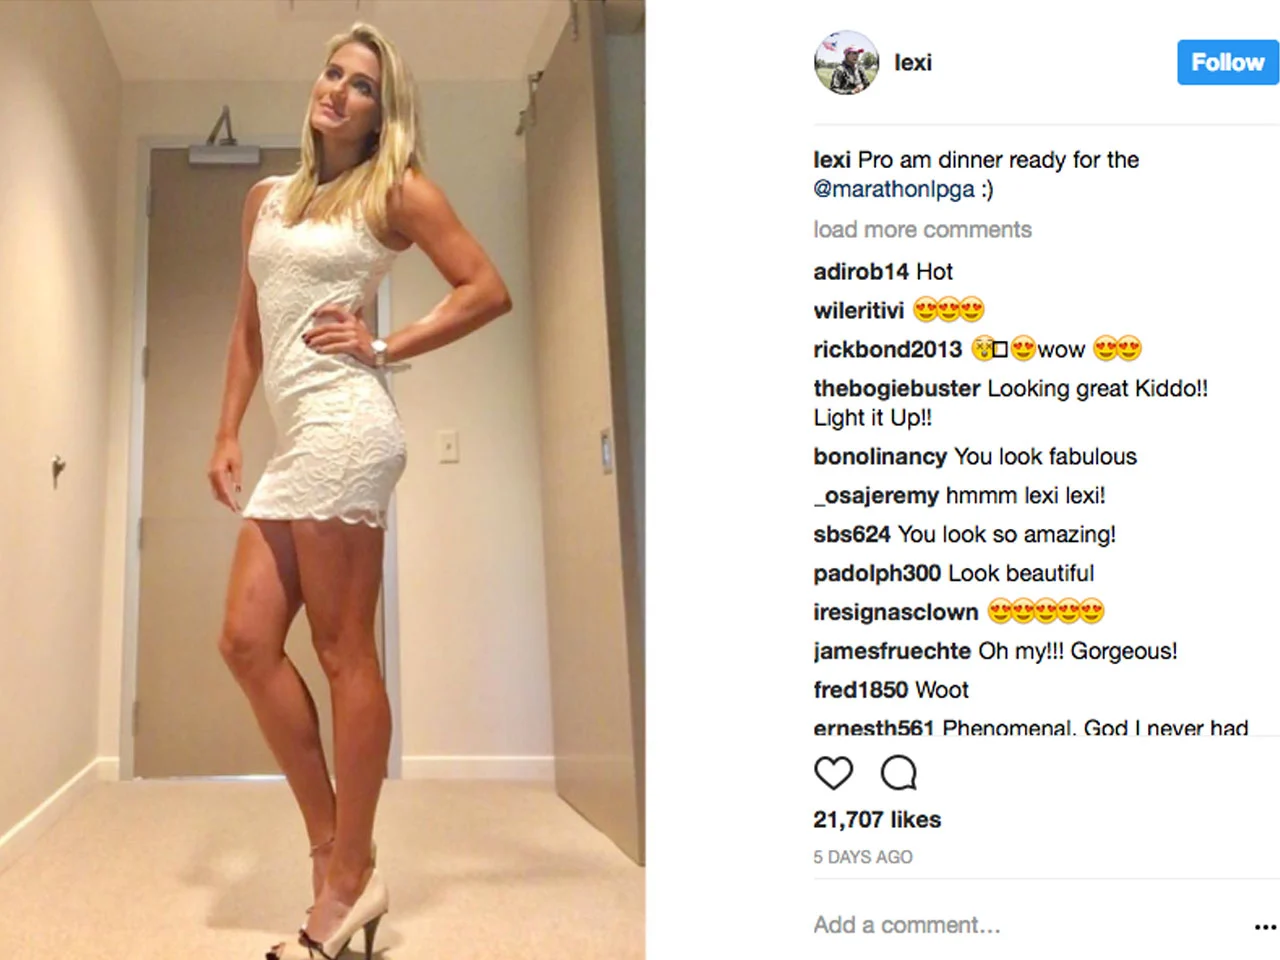 lexi
Follow
lexi Pro am dinner ready for the
@marathonlpga :)
load more comments
adirob14 Hot
wileritivi 😍😍😍
rickbond2013 😲□😍wow 😍😍
thebogiebuster Looking great Kiddo!!
Light it Up!!
bonolinancy You look fabulous
_osajeremy hmmm lexi lexi!
sbs624 You look so amazing!
padolph300 Look beautiful
iresignasclown 😍😍😍😍😍
jamesfruechte Oh my!!! Gorgeous!
fred1850 Woot
ernesth561 Phenomenal. God I never had
21,707 likes
5 DAYS AGO
Add a comment...